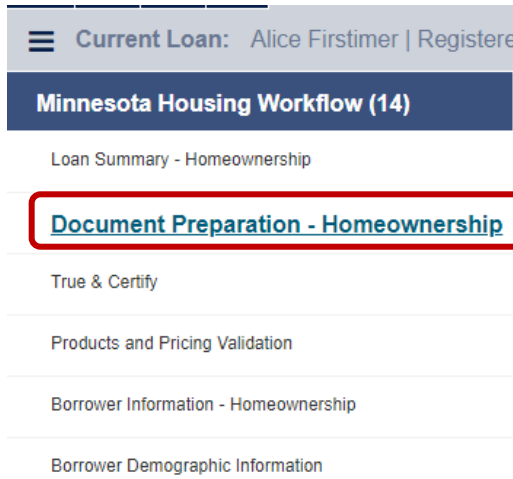 Current Loan: Alice Firstimer | Registere
Minnesota Housing Workflow (14)
Loan Summary - Homeownership
Document Preparation - Homeownership
True & Certify
Products and Pricing Validation
Borrower Information - Homeownership
Borrower Demographic Information